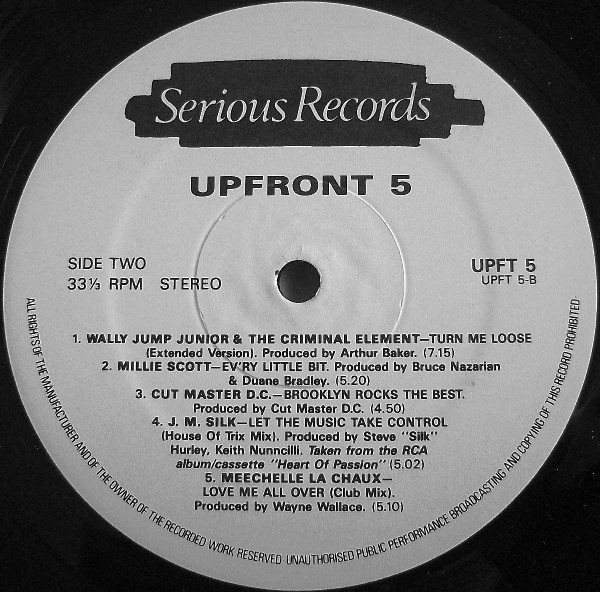 Serious Records
UPFRONT 5
SIDE TWO
33⅓ RPM STEREO
UPFT 5
UPFT 5-B
1. WALLY JUMP JUNIOR & THE CRIMINAL ELEMENT—TURN ME LOOSE
(Extended Version). Produced by Arthur Baker. (7.15)
2. MILLIE SCOTT—EV'RY LITTLE BIT. Produced by Bruce Nazarian
& Duane Bradley. (5.20)
3. CUT MASTER D.C.—BROOKLYN ROCKS THE BEST.
Produced by Cut Master D.C. (4.50)
4. J. M. SILK—LET THE MUSIC TAKE CONTROL
(House Of Trix Mix). Produced by Steve "Silk"
Hurley, Keith Nunncilli. Taken from the RCA
album/cassette "Heart Of Passion" (5.02)
5. MEECHELLE LA CHAUX—
LOVE ME ALL OVER (Club Mix).
Produced by Wayne Wallace. (5.10)
ALL RIGHTS OF THE MANUFACTURER AND OF THE OWNER OF THE RECORDED WORK RESERVED UNAUTHORISED PUBLIC PERFORMANCE BROADCASTING AND COPYING OF THIS RECORD PROHIBITED